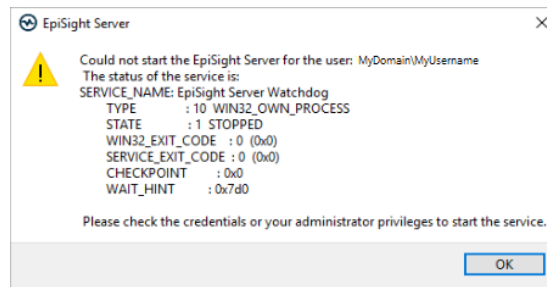 EpiSight Server
Could not start the EpiSight Server for the user: MyDomain\MyUsername
The status of the service is:
SERVICE_NAME: EpiSight Server Watchdog
TYPE : 10 WIN32_OWN_PROCESS
STATE : 1 STOPPED
WIN32_EXIT_CODE : 0 (0x0)
SERVICE_EXIT_CODE : 0 (0x0)
CHECKPOINT : 0x0
WAIT_HINT : 0x7d0
Please check the credentials or your administrator privileges to start the service.
OK